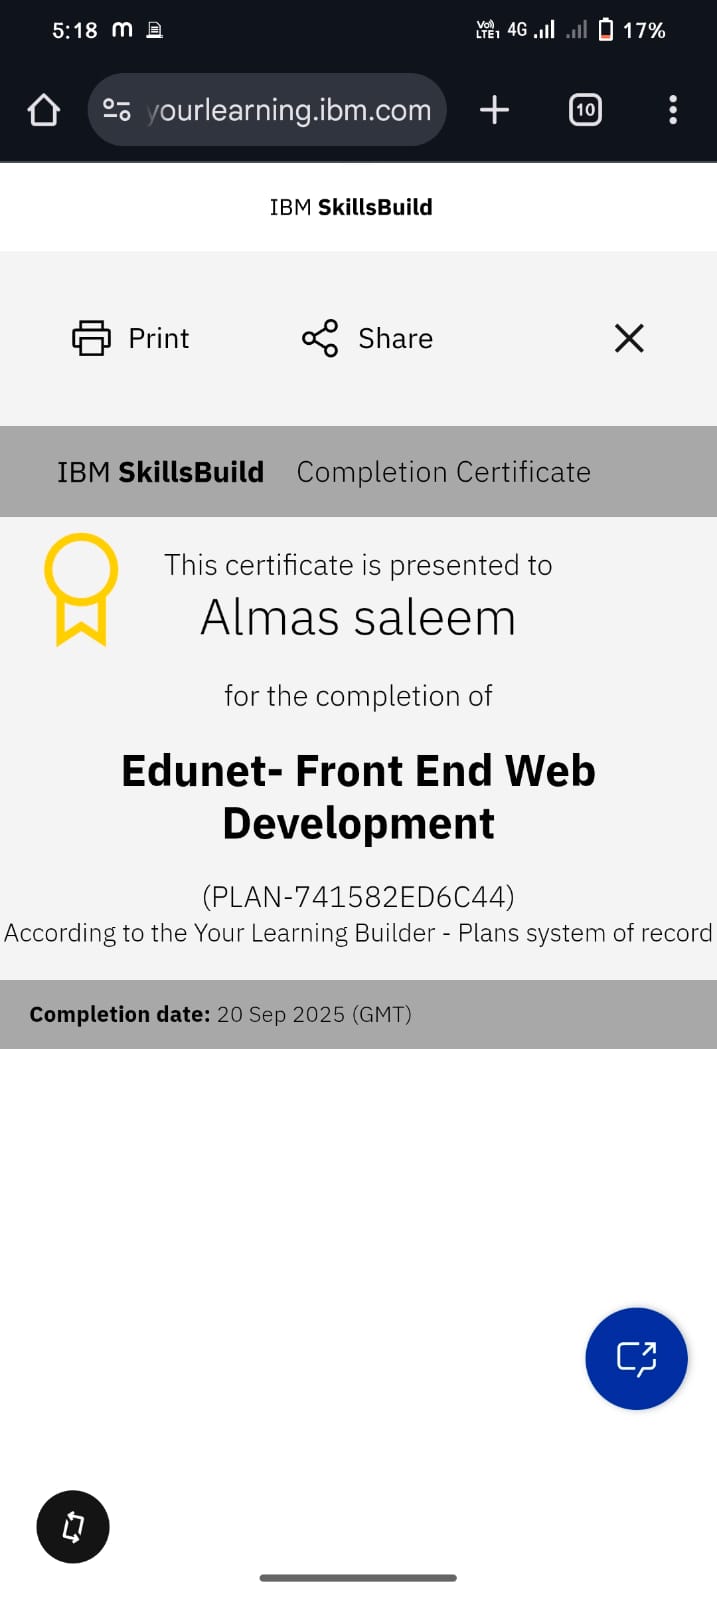 5:18 m Vo) LTE1 4G 17%
yourlearning.ibm.com 10
IBM SkillsBuild
Print Share
IBM SkillsBuild Completion Certificate
This certificate is presented to
Almas saleem
for the completion of
Edunet- Front End Web
Development
(PLAN-741582ED6C44)
According to the Your Learning Builder - Plans system of record
Completion date: 20 Sep 2025 (GMT)